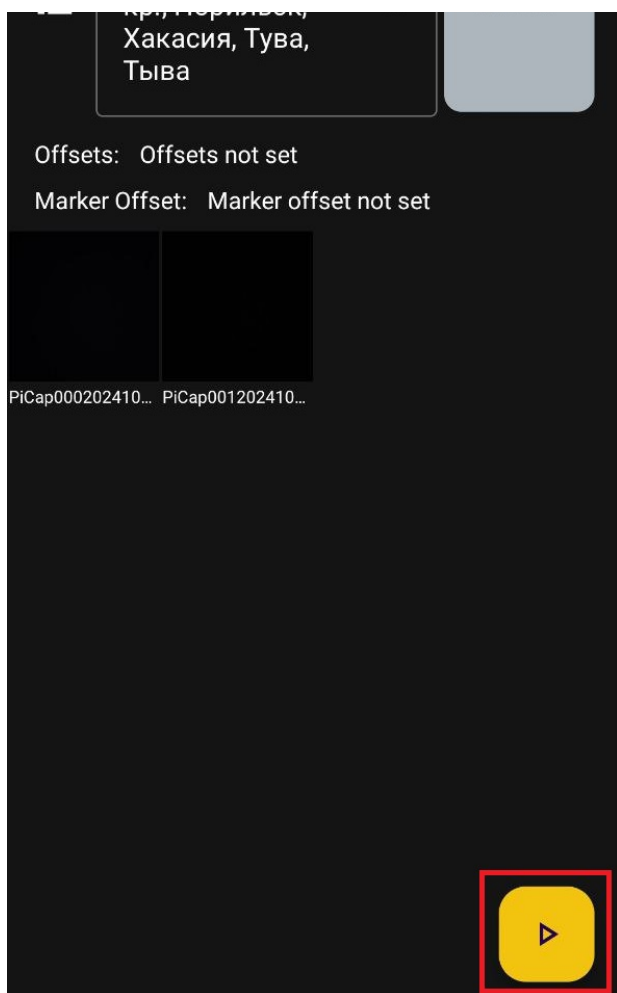 Хакасия, Тува,
Тыва
Offsets: Offsets not set
Marker Offset: Marker offset not set
PiCap000202410... PiCap001202410...